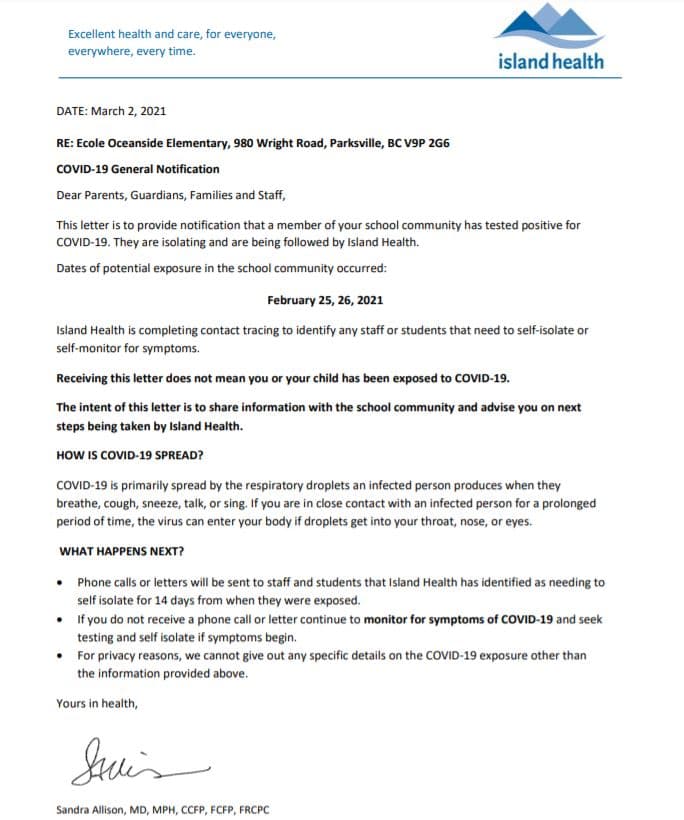 Excellent health and care, for everyone,
everywhere, every time.
island health
DATE: March 2, 2021
RE: Ecole Oceanside Elementary, 980 Wright Road, Parksville, BC V9P 2G6
COVID-19 General Notification
Dear Parents, Guardians, Families and Staff,
This letter is to provide notification that a member of your school community has tested positive for
COVID-19. They are isolating and are being followed by Island Health.
Dates of potential exposure in the school community occurred:
February 25, 26, 2021
Island Health is completing contact tracing to identify any staff or students that need to self-isolate or
self-monitor for symptoms.
Receiving this letter does not mean you or your child has been exposed to COVID-19.
The intent of this letter is to share information with the school community and advise you on next
steps being taken by Island Health.
HOW IS COVID-19 SPREAD?
COVID-19 is primarily spread by the respiratory droplets an infected person produces when they
breathe, cough, sneeze, talk, or sing. If you are in close contact with an infected person for a prolonged
period of time, the virus can enter your body if droplets get into your throat, nose, or eyes.
WHAT HAPPENS NEXT?
• Phone calls or letters will be sent to staff and students that Island Health has identified as needing to
self isolate for 14 days from when they were exposed.
• If you do not receive a phone call or letter continue to monitor for symptoms of COVID-19 and seek
testing and self isolate if symptoms begin.
• For privacy reasons, we cannot give out any specific details on the COVID-19 exposure other than
the information provided above.
Yours in health,
Sandra Allison, MD, MPH, CCFP, FCFP, FRCPC